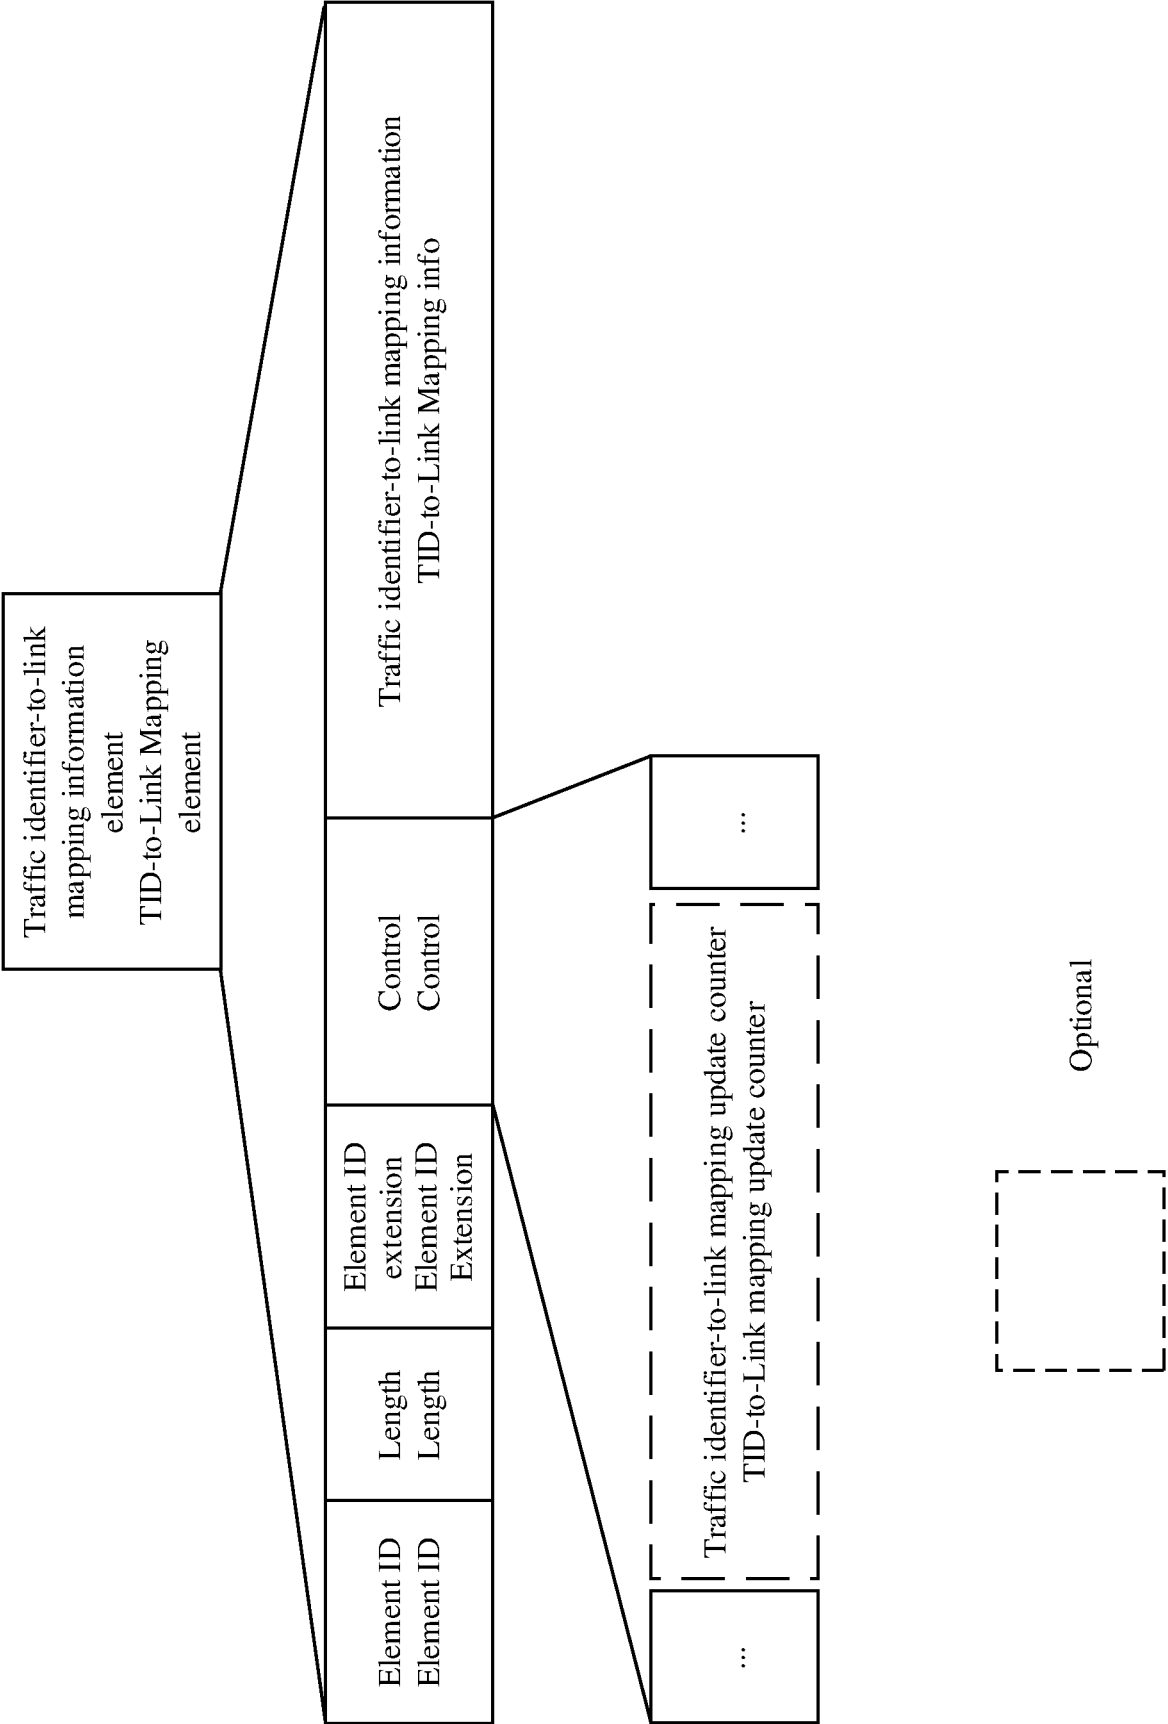 Traffic identifier-to-link
mapping information
element
TID-to-Link Mapping
element
Element ID
Element ID
Length
Length
Element ID
extension
Element ID
Extension
Control
Control
Traffic identifier-to-link mapping information
TID-to-Link Mapping info
...
Traffic identifier-to-link mapping update counter
TID-to-Link mapping update counter
...
Optional